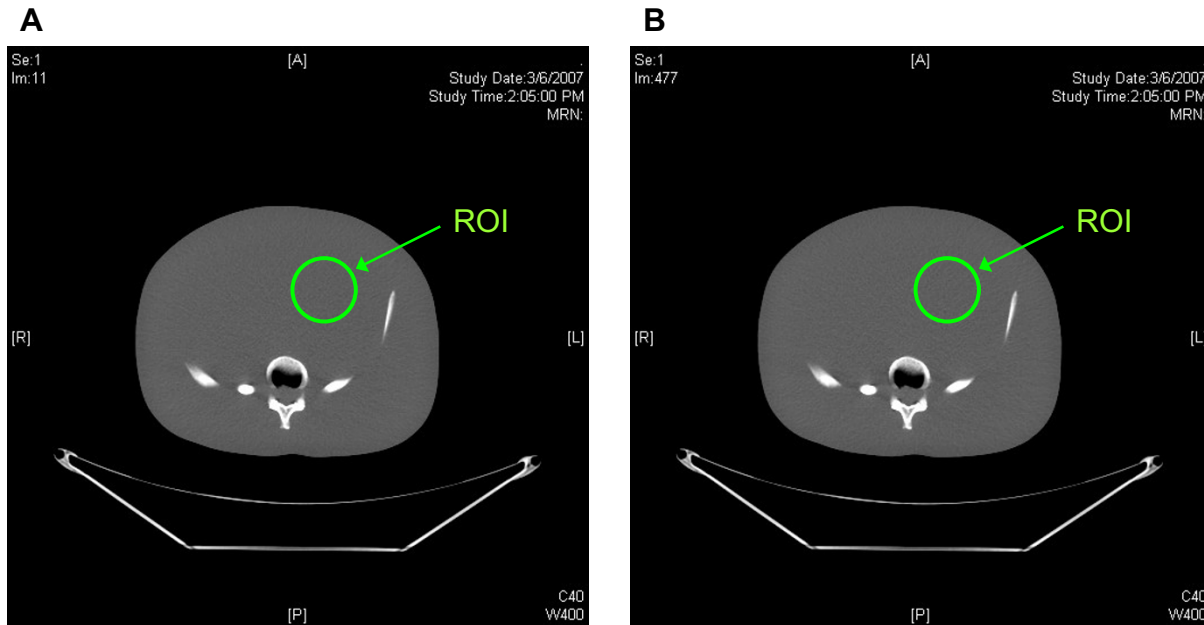 A
Se:1
Im:11
[A]
.
Study Date:3/6/2007
Study Time:2:05:00 PM
MRN:
ROI
[R]
[L]
[P]
C40
W400
B
Se:1
Im:477
[A]
Study Date:3/6/2007
Study Time:2:05:00 PM
MRN:
ROI
[R]
[L
[P]
C40
W400